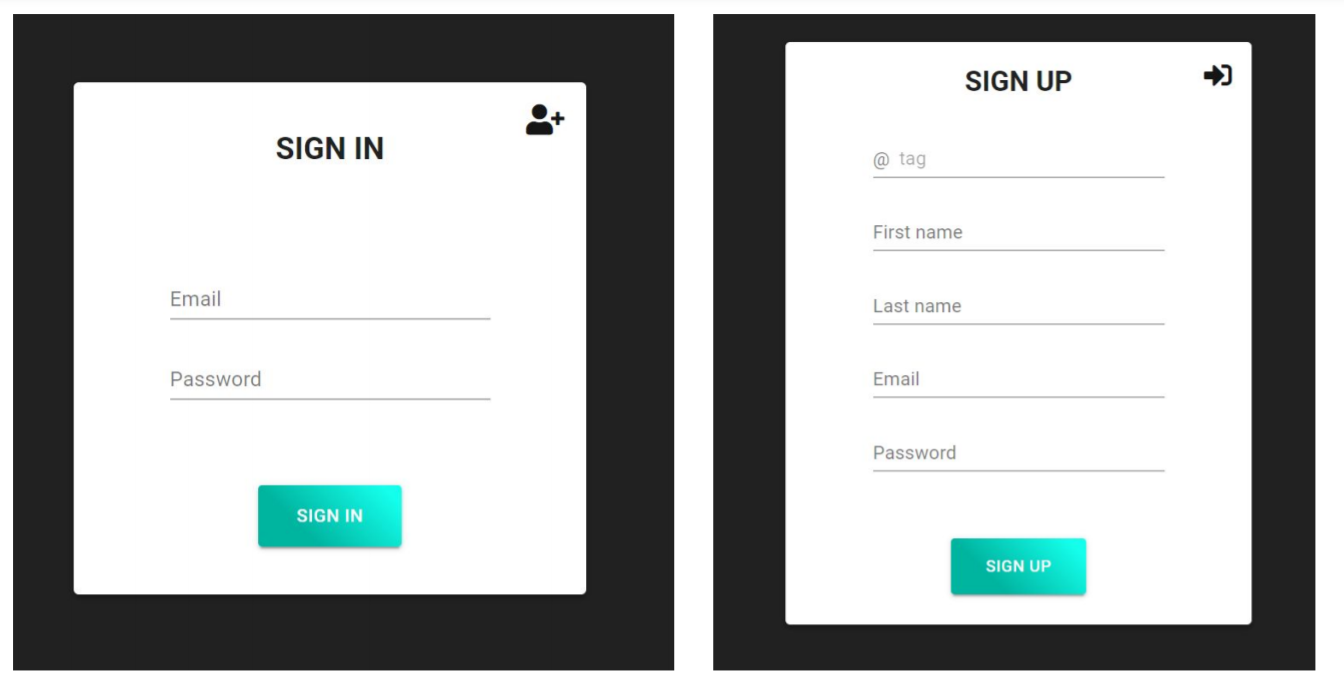 SIGN IN
Email
Password
SIGN IN
SIGN UP
@ tag
First name
Last name
Email
Password
SIGN UP